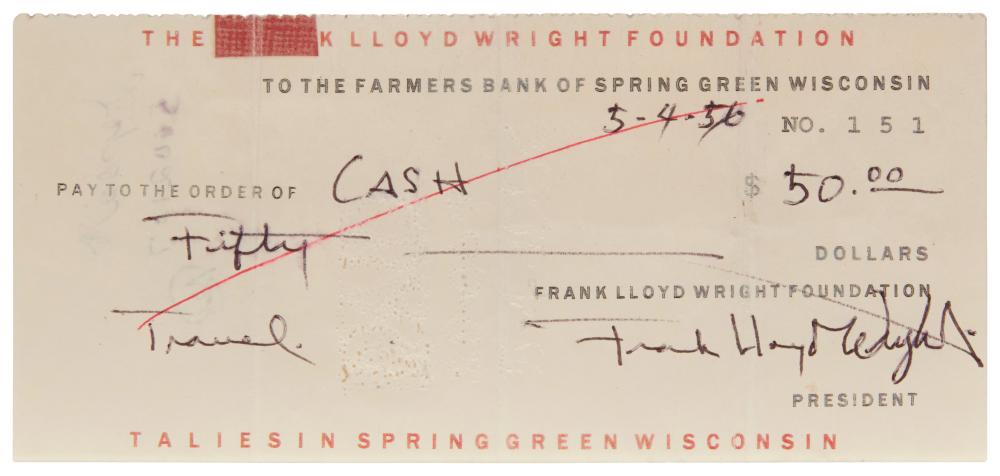 THE K LLOYD WRIGHT FOUNDATION
TO THE FARMERS BANK OF SPRING GREEN WISCONSIN
5-4-56 NO. 151
PAY TO THE ORDER OF CASH $ 50.00
Fifty DOLLARS
FRANK LLOYD WRIGHT FOUNDATION
Travel. Frank Lloyd Wright
PRESIDENT
TALIESIN SPRING GREEN WISCONSIN